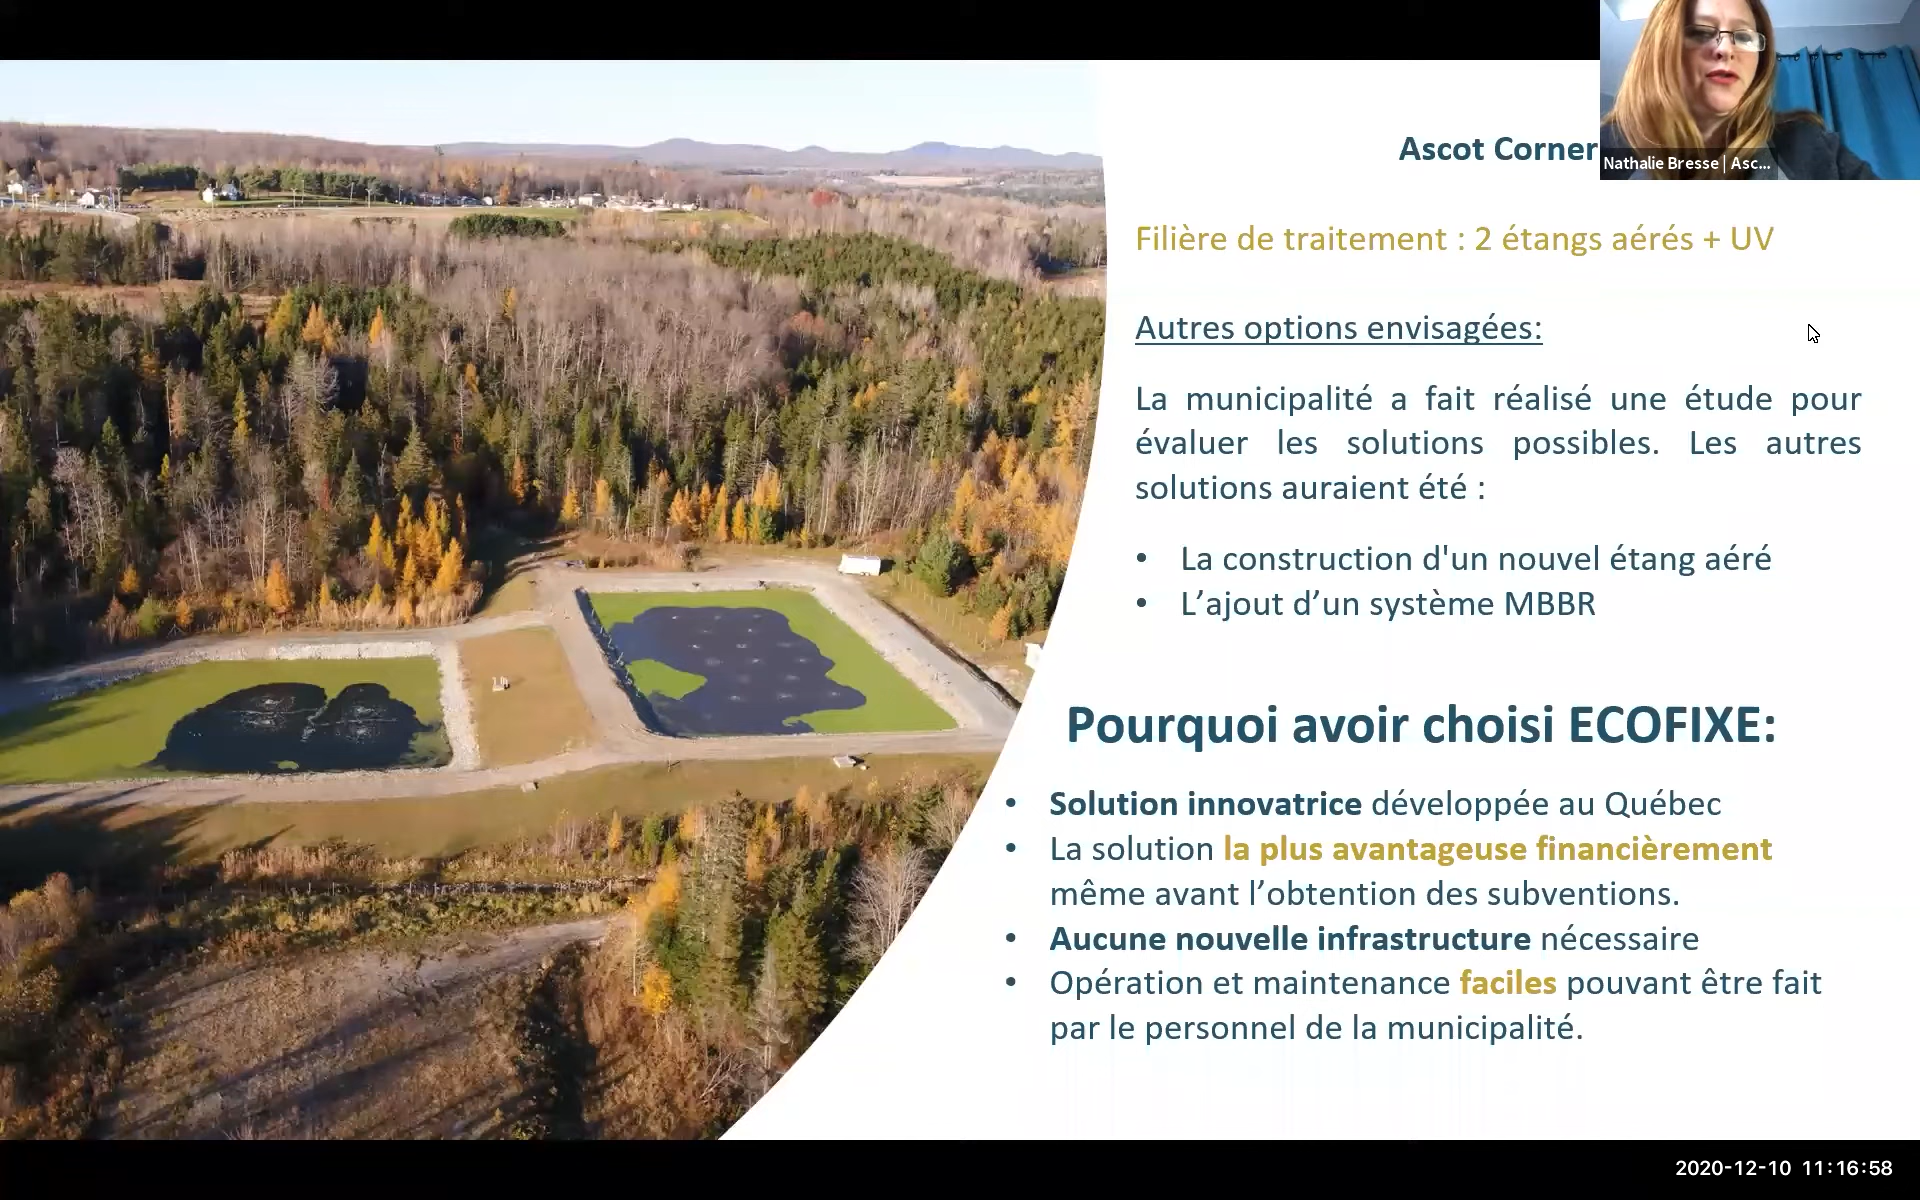 Ascot Corner
Nathalie Bresse | Asc...
Filière de traitement : 2 étangs aérés + UV
Autres options envisagées:
La municipalité a fait réalisé une étude pour
évaluer les solutions possibles. Les autres
solutions auraient été :
• La construction d'un nouvel étang aéré
• L’ajout d’un système MBBR
Pourquoi avoir choisi ECOFIXE:
• Solution innovatrice développée au Québec
• La solution la plus avantageuse financièrement
même avant l’obtention des subventions.
• Aucune nouvelle infrastructure nécessaire
• Opération et maintenance faciles pouvant être fait
par le personnel de la municipalité.
2020-12-10 11:16:58